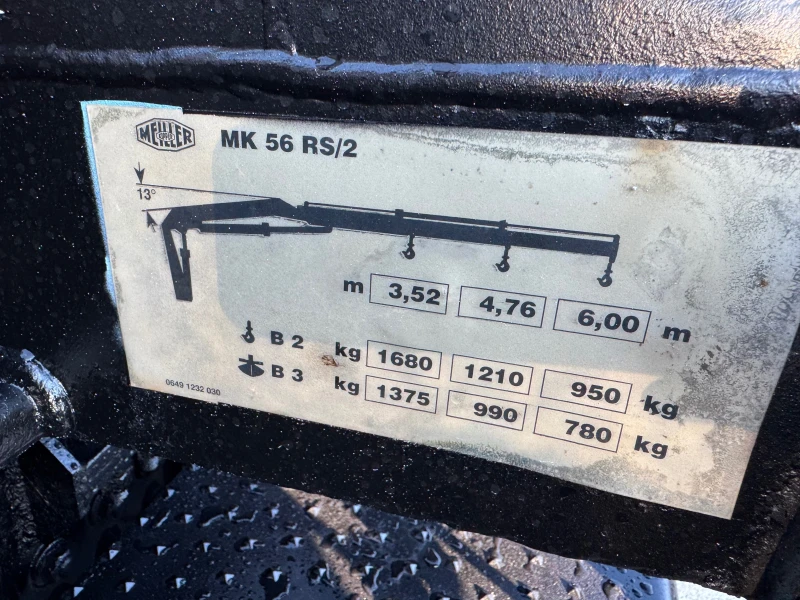 MEILLER
MK 56 RS/2
13°
m 3,52 4,76 6,00 m
B 2 kg 1680 1210 950 kg
B 3 kg 1375 990 780 kg
0649 1232 030